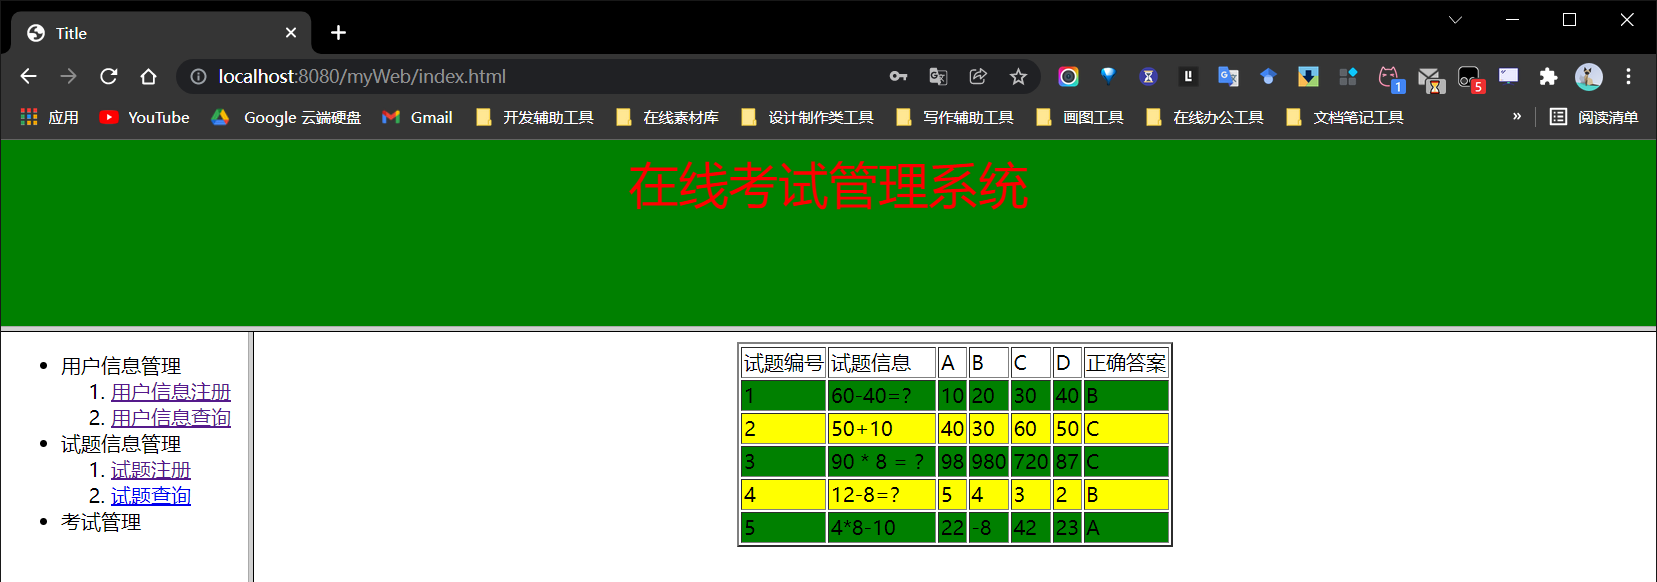 Title
localhost:8080/myWeb/index.html
1
5
应用 YouTube Google 云端硬盘 Gmail 开发辅助工具 在线素材库 设计制作类工具 写作辅助工具 画图工具 在线办公工具 文档笔记工具 » 阅读清单
在线考试管理系统
用户信息管理
1. 用户信息注册
2. 用户信息查询
试题信息管理
1. 试题注册
2. 试题查询
考试管理
试题编号 试题信息 A B C D 正确答案
1 60-40=? 10 20 30 40 B
2 50+10 40 30 60 50 C
3 90 * 8 = ? 98 980 720 87 C
4 12-8=? 5 4 3 2 B
5 4*8-10 22 -8 42 23 A